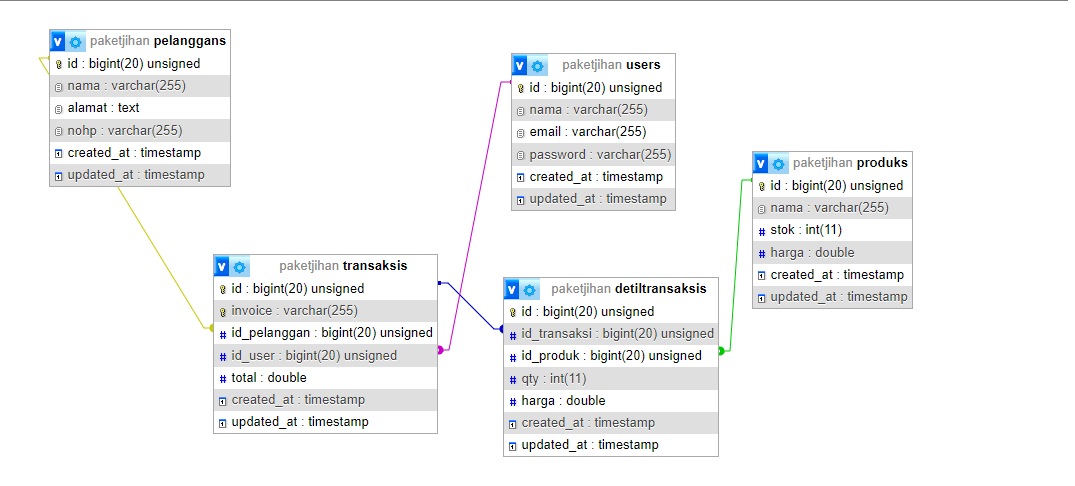 paketjihan pelanggans
id : bigint(20) unsigned
nama : varchar(255)
alamat : text
nohp : varchar(255)
created_at : timestamp
updated_at : timestamp
paketjihan users
id : bigint(20) unsigned
nama : varchar(255)
email : varchar(255)
password : varchar(255)
created_at : timestamp
updated_at : timestamp
paketjihan produks
id : bigint(20) unsigned
nama : varchar(255)
# stok : int(11)
# harga : double
created_at : timestamp
updated_at : timestamp
paketjihan transaksis
id : bigint(20) unsigned
invoice : varchar(255)
# id_pelanggan : bigint(20) unsigned
# id_user : bigint(20) unsigned
# total : double
created_at : timestamp
updated_at : timestamp
paketjihan detiltransaksis
id : bigint(20) unsigned
# id_transaksi : bigint(20) unsigned
# id_produk : bigint(20) unsigned
# qty : int(11)
# harga : double
created_at : timestamp
updated_at : timestamp